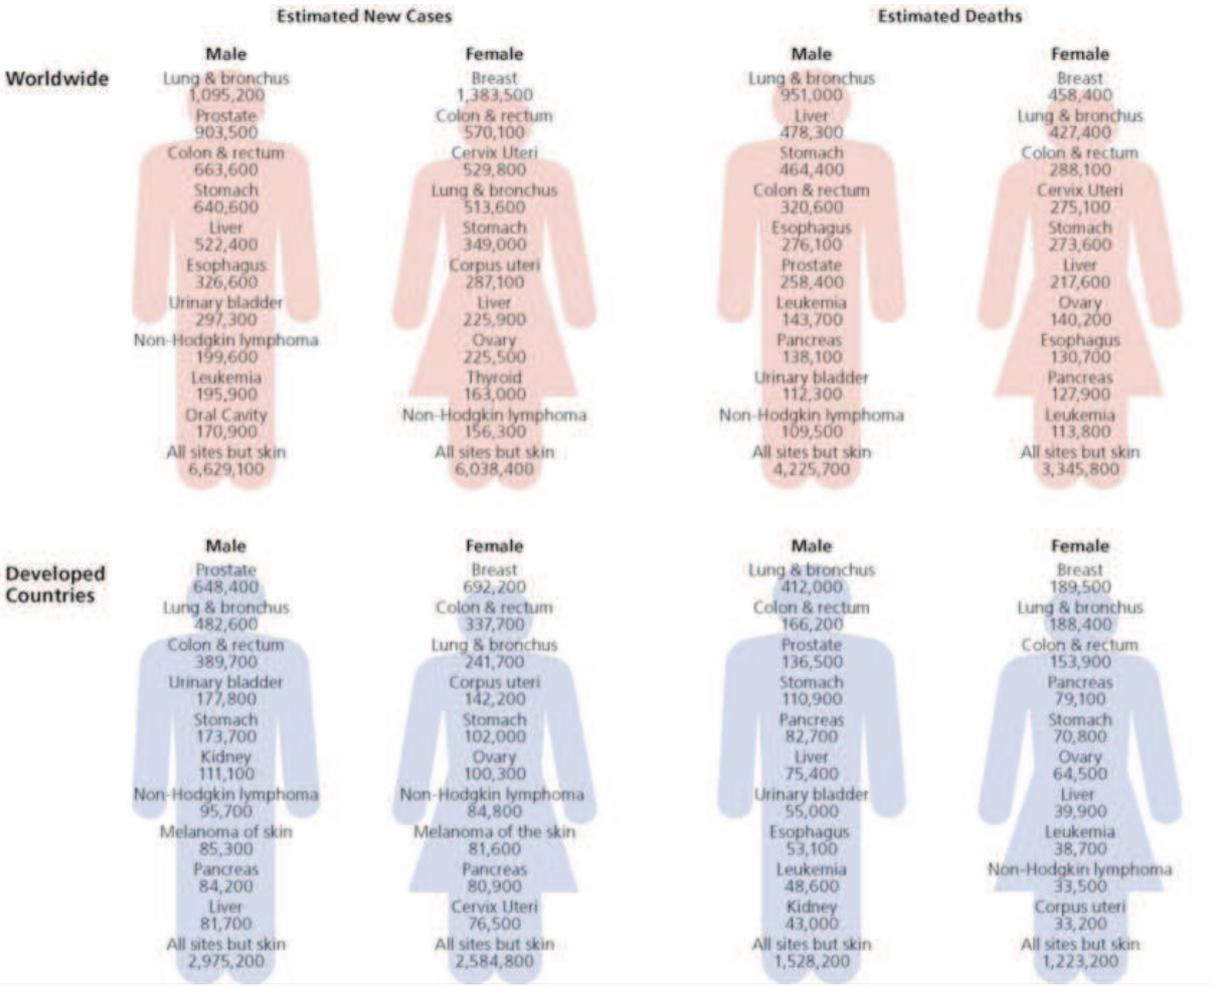 Estimated New Cases
Estimated Deaths
Worldwide
Male
Lung & bronchus
1,095,200
Prostate
903,500
Colon & rectum
663,600
Stomach
640,600
Liver
522,400
Esophagus
326,600
Urinary bladder
297,300
Non-Hodgkin lymphoma
199,600
Leukemia
195,900
Oral Cavity
170,900
All sites but skin
6,629,100
Female
Breast
1,383,500
Colon & rectum
570,100
Cervix Uteri
529,800
Lung & bronchus
513,600
Stomach
349,000
Corpus uteri
287,100
Liver
225,900
Ovary
225,500
Thyroid
163,000
Non-Hodgkin lymphoma
156,300
All sites but skin
6,038,400
Male
Lung & bronchus
951,000
Liver
478,300
Stomach
464,400
Colon & rectum
320,600
Esophagus
276,100
Prostate
258,400
Leukemia
143,700
Pancreas
138,100
Urinary bladder
112,300
Non-Hodgkin lymphoma
109,500
All sites but skin
4,225,700
Female
Breast
458,400
Lung & bronchus
427,400
Colon & rectum
288,100
Cervix Uteri
275,100
Stomach
273,600
Liver
217,600
Ovary
140,200
Esophagus
130,700
Pancreas
127,900
Leukemia
113,800
All sites but skin
3,345,800
Developed
Countries
Male
Prostate
648,400
Lung & bronchus
482,600
Colon & rectum
389,700
Urinary bladder
177,800
Stomach
173,700
Kidney
111,100
Non-Hodgkin lymphoma
95,700
Melanoma of skin
85,300
Pancreas
84,200
Liver
81,700
All sites but skin
2,975,200
Female
Breast
692,200
Colon & rectum
337,700
Lung & bronchus
241,700
Corpus uteri
142,200
Stomach
102,000
Ovary
100,300
Non-Hodgkin lymphoma
84,800
Melanoma of the skin
81,600
Pancreas
80,900
Cervix Uteri
76,500
All sites but skin
2,584,800
Male
Lung & bronchus
412,000
Colon & rectum
166,200
Prostate
136,500
Stomach
110,900
Pancreas
82,700
Liver
75,400
Urinary bladder
55,000
Esophagus
53,100
Leukemia
48,600
Kidney
43,000
All sites but skin
1,528,200
Female
Breast
189,500
Lung & bronchus
188,400
Colon & rectum
153,900
Pancreas
79,100
Stomach
70,800
Ovary
64,500
Liver
39,900
Leukemia
38,700
Non-Hodgkin lymphoma
33,500
Corpus uteri
33,200
All sites but skin
1,223,200